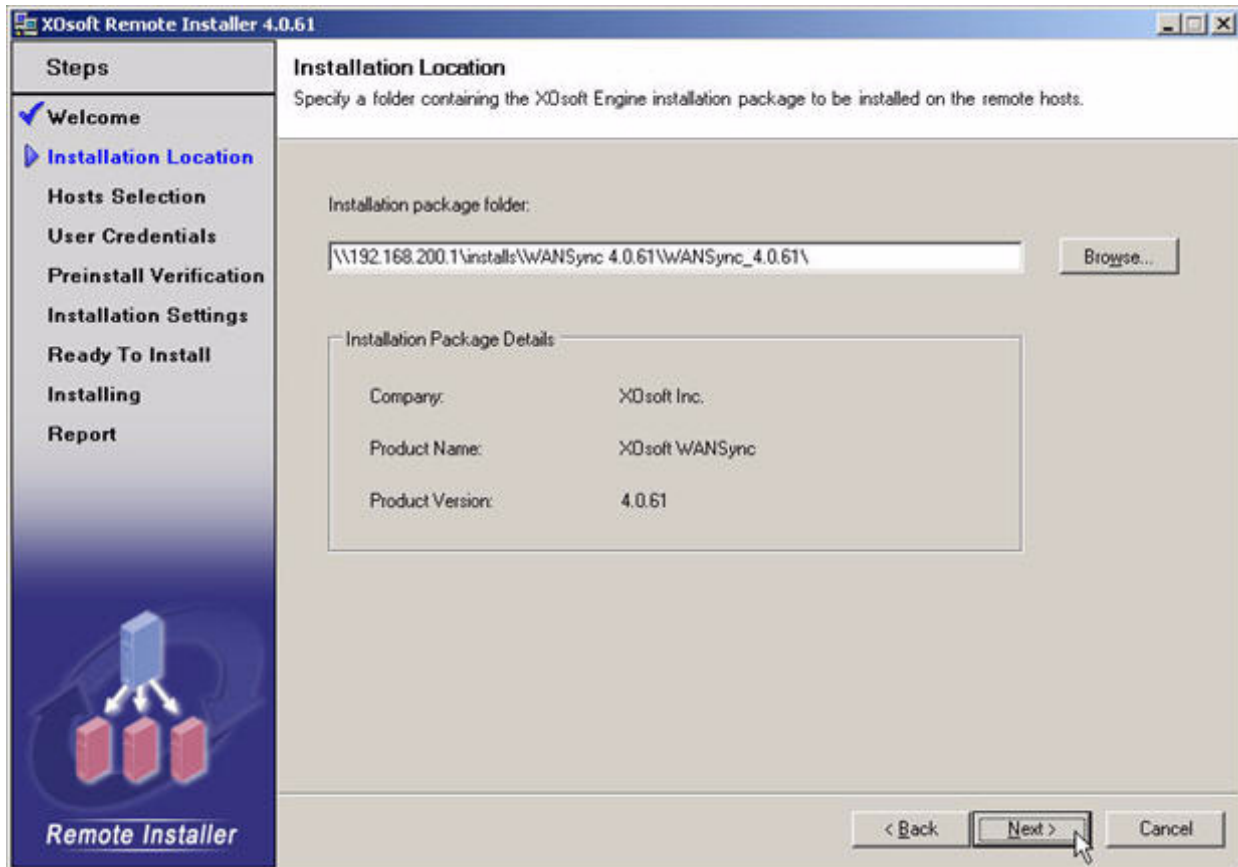 XOsoft Remote Installer 4.0.61
Steps
Welcome
Installation Location
Hosts Selection
User Credentials
Preinstall Verification
Installation Settings
Ready To Install
Installing
Report
Remote Installer
Installation Location
Specify a folder containing the XOsoft Engine installation package to be installed on the remote hosts.
Installation package folder:
\\192.168.200.1\installs\WANSync 4.0.61\WANSync_4.0.61\
Browse...
Installation Package Details
Company: XOsoft Inc.
Product Name: XOsoft WANSync
Product Version: 4.0.61
< Back Next > Cancel